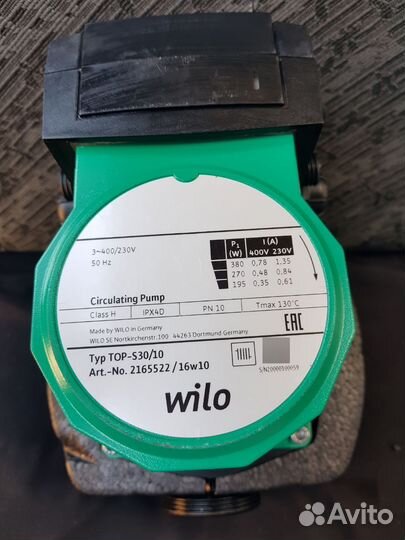 3~400/230V
50 Hz
P1 (W) I (A) 400V 230V
380 0,78 1,35
270 0,48 0,84
195 0,35 0,61
Circulating Pump
Class H IPX4D PN 10 Tmax 130°C
Made by WILO in Germany
WILO SE Nortkirchenstr. 100 44263 Dortmund Germany
EAC
Typ TOP-S30/10
Art.-No. 2165522 / 16w10
wilo
Avito